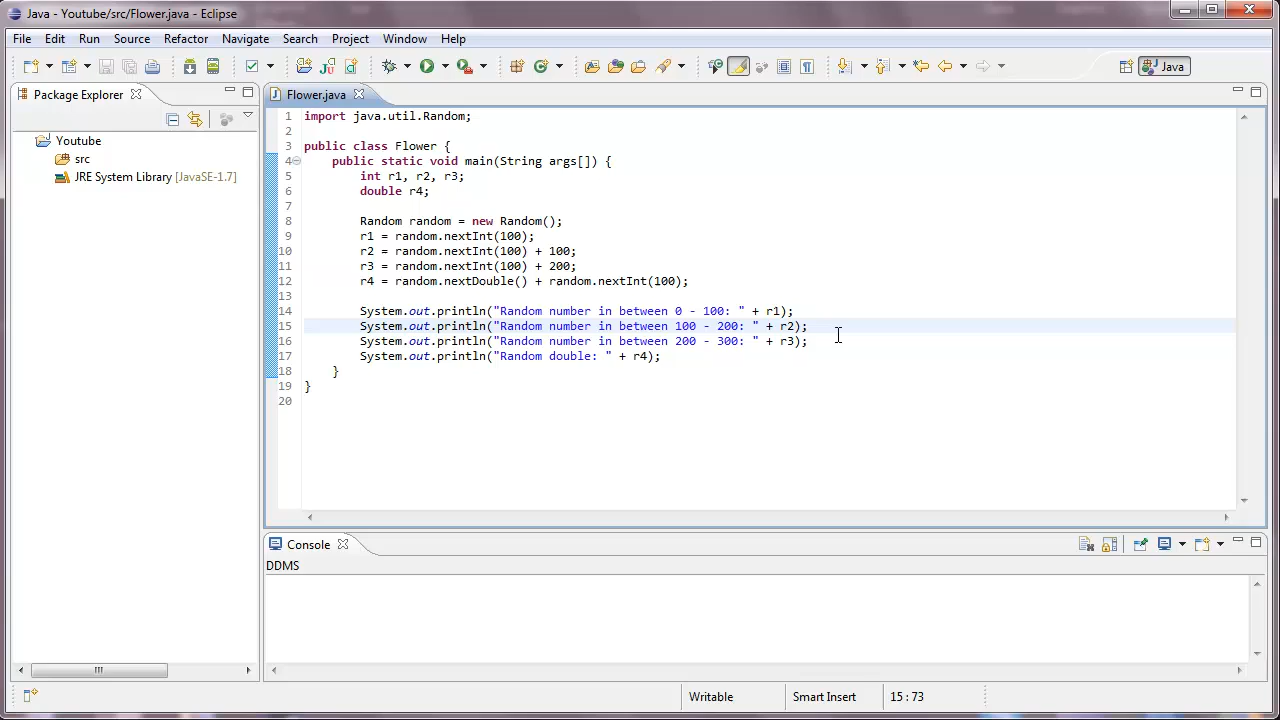 Java - Youtube/src/Flower.java - Eclipse
File Edit Run Source Refactor Navigate Search Project Window Help
Java
Package Explorer
Flower.java
Youtube
src
JRE System Library [JavaSE-1.7]
1 import java.util.Random;
2
3 public class Flower {
4 public static void main(String args[]) {
5 int r1, r2, r3;
6 double r4;
7
8 Random random = new Random();
9 r1 = random.nextInt(100);
10 r2 = random.nextInt(100) + 100;
11 r3 = random.nextInt(100) + 200;
12 r4 = random.nextDouble() + random.nextInt(100);
13
14 System.out.println("Random number in between 0 - 100: " + r1);
15 System.out.println("Random number in between 100 - 200: " + r2);
16 System.out.println("Random number in between 200 - 300: " + r3);
17 System.out.println("Random double: " + r4);
18 }
19 }
20
Console
DDMS
Writable Smart Insert 15 : 73